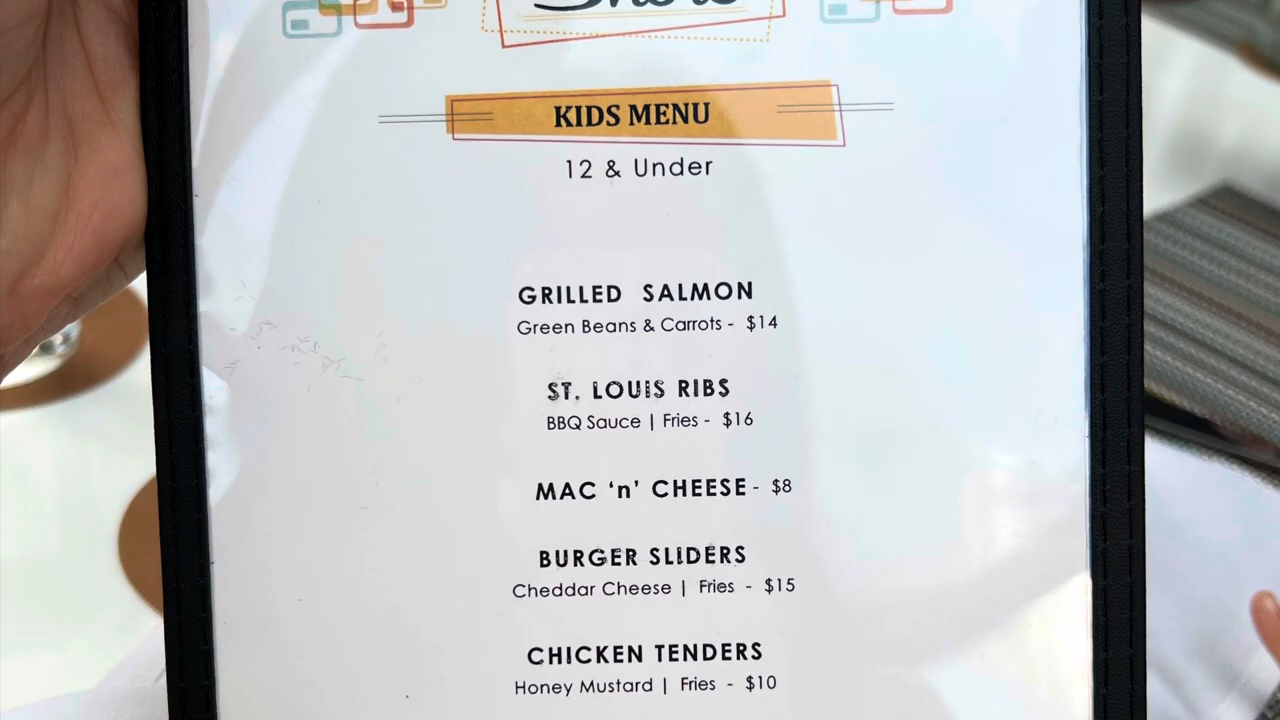 KIDS MENU
12 & Under
GRILLED SALMON
Green Beans & Carrots - $14
ST. LOUIS RIBS
BBQ Sauce | Fries - $16
MAC ‘n’ CHEESE - $8
BURGER SLIDERS
Cheddar Cheese | Fries - $15
CHICKEN TENDERS
Honey Mustard | Fries - $10